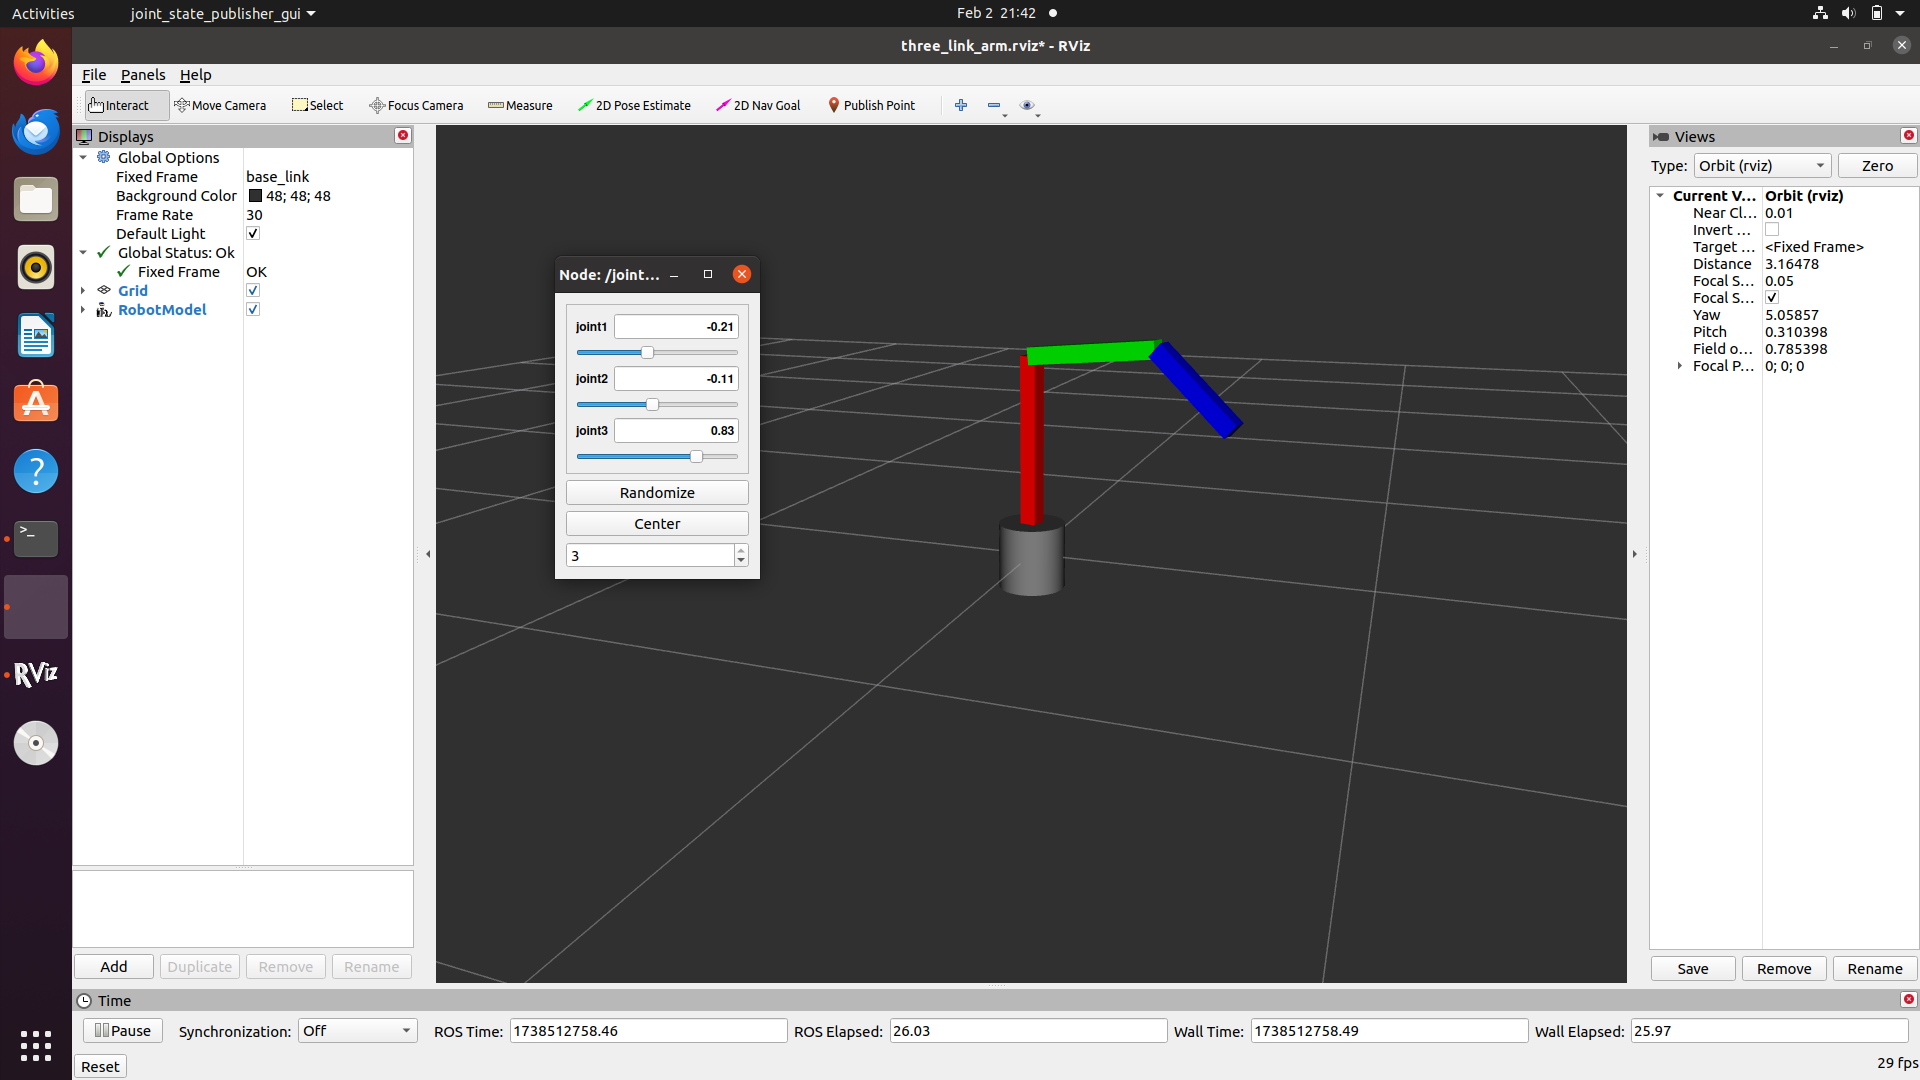 Activities joint_state_publisher_gui Feb 2 21:42
three_link_arm.rviz* - RViz
File Panels Help
Interact Move Camera Select Focus Camera Measure 2D Pose Estimate 2D Nav Goal Publish Point
Displays
Global Options
Fixed Frame base_link
Background Color 48; 48; 48
Frame Rate 30
Default Light
Global Status: Ok
Fixed Frame OK
Grid
RobotModel
Add Duplicate Remove Rename
Node: /joint...
joint1 -0.21
joint2 -0.11
joint3 0.83
Randomize
Center
3
Views
Type: Orbit (rviz) Zero
Current V... Orbit (rviz)
Near Cl... 0.01
Invert ...
Target ... <Fixed Frame>
Distance 3.16478
Focal S... 0.05
Focal S...
Yaw 5.05857
Pitch 0.310398
Field o... 0.785398
Focal P... 0; 0; 0
Save Remove Rename
>_
RViz
Time
Pause Synchronization: Off ROS Time: 1738512758.46 ROS Elapsed: 26.03 Wall Time: 1738512758.49 Wall Elapsed: 25.97
Reset 29 fps